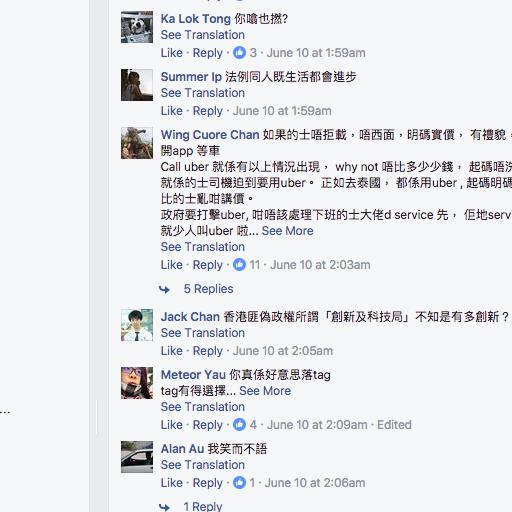 Ka Lok Tong 你噏也撚?
See Translation
Like · Reply · 3 · June 10 at 1:59am
Summer Ip 法例同人既生活都會進步
See Translation
Like · Reply · June 10 at 1:59am
Wing Cuore Chan 如果的士唔拒載，唔西面，明碼實價， 有禮貌，
開app 等車
Call uber 就係有以上情況出現， why not 唔比多少少錢， 起碼唔洗
就係的士司機迫到要用uber。 正如去泰國， 都係用uber , 起碼明碼
比的士亂咁講價。
政府要打擊uber, 咁唔該處理下班的士大佬d service 先， 佢地serv
就少人叫uber 啦... See More
See Translation
Like · Reply · 11 · June 10 at 2:03am
5 Replies
Jack Chan 香港匪偽政權所謂「創新及科技局」不知是有多創新？
See Translation
Like · Reply · June 10 at 2:05am
Meteor Yau 你真係好意思落tag
tag有得選擇... See More
See Translation
Like · Reply · 4 · June 10 at 2:09am · Edited
Alan Au 我笑而不語
See Translation
Like · Reply · 1 · June 10 at 2:06am
1 Reply
...